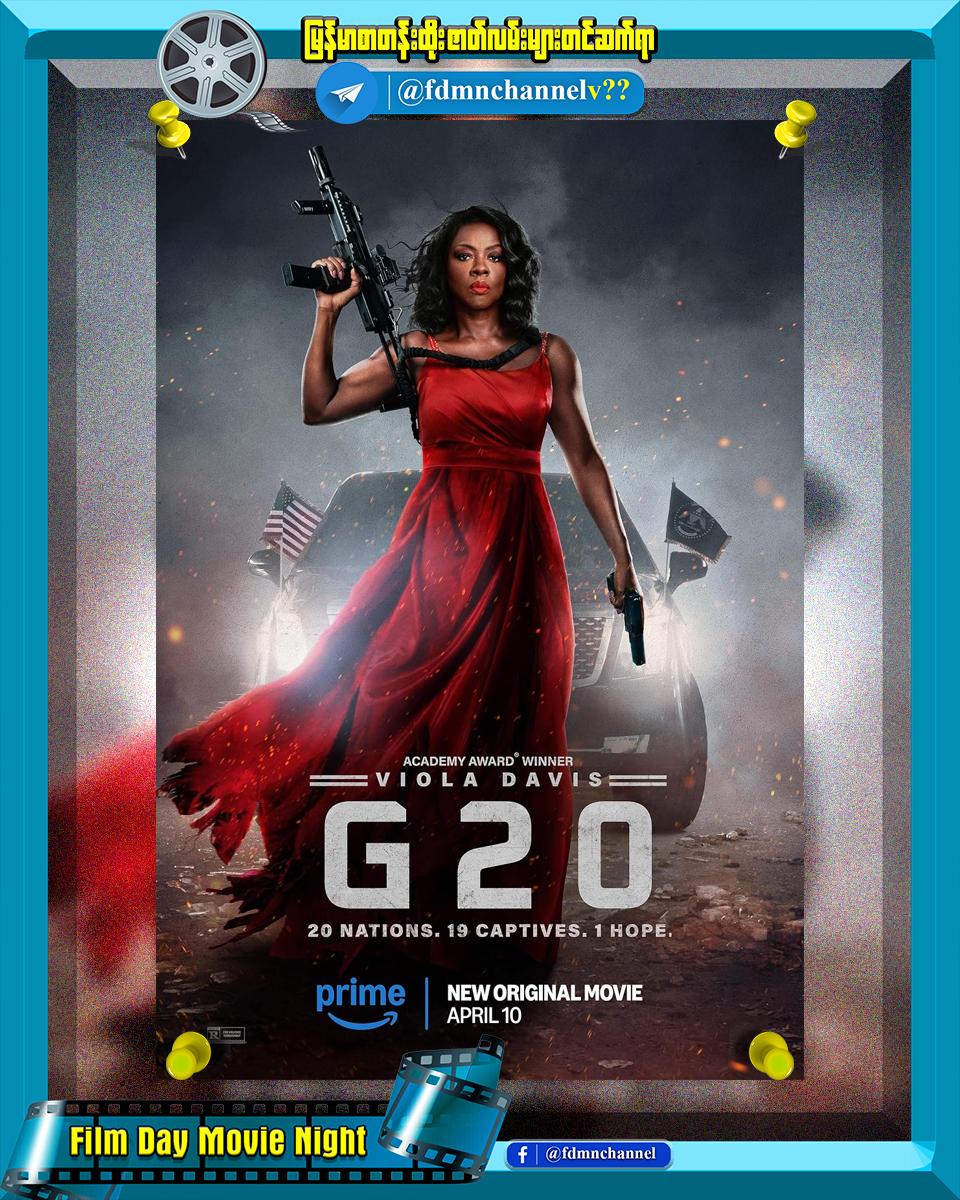 မြန်မာစာတန်းထိုးဇာတ်လမ်းများတင်ဆက်ရာ
@fdmnchannelv??
ACADEMY AWARD® WINNER
VIOLA DAVIS
G20
20 NATIONS. 19 CAPTIVES. 1 HOPE.
prime
NEW ORIGINAL MOVIE
APRIL 10
R
Film Day Movie Night
f
@fdmnchannel